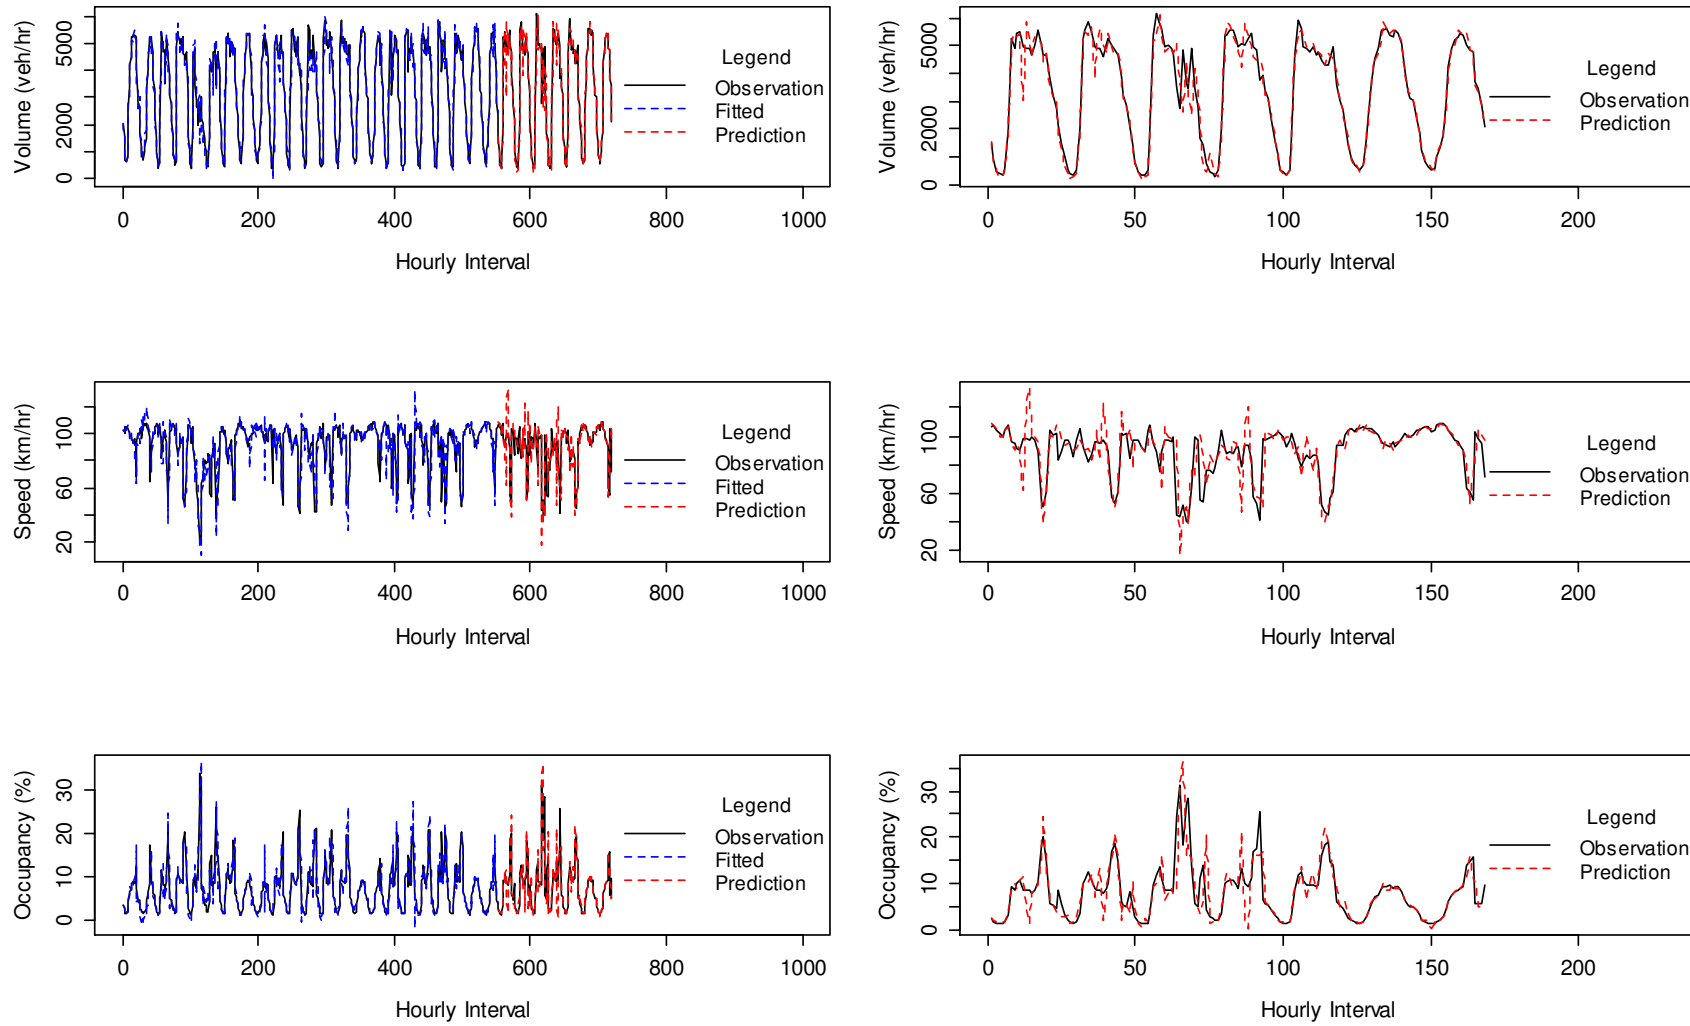 Volume (veh/hr)
0 2000 5000
Legend
Observation
Fitted
Prediction
0 200 400 600 800 1000
Hourly Interval
Volume (veh/hr)
0 2000 5000
Legend
Observation
Prediction
0 50 100 150 200
Hourly Interval
Speed (km/hr)
20 60 100
Legend
Observation
Fitted
Prediction
0 200 400 600 800 1000
Hourly Interval
Speed (km/hr)
20 60 100
Legend
Observation
Prediction
0 50 100 150 200
Hourly Interval
Occupancy (%)
0 10 20 30
Legend
Observation
Fitted
Prediction
0 200 400 600 800 1000
Hourly Interval
Occupancy (%)
0 10 20 30
Legend
Observation
Prediction
0 50 100 150 200
Hourly Interval